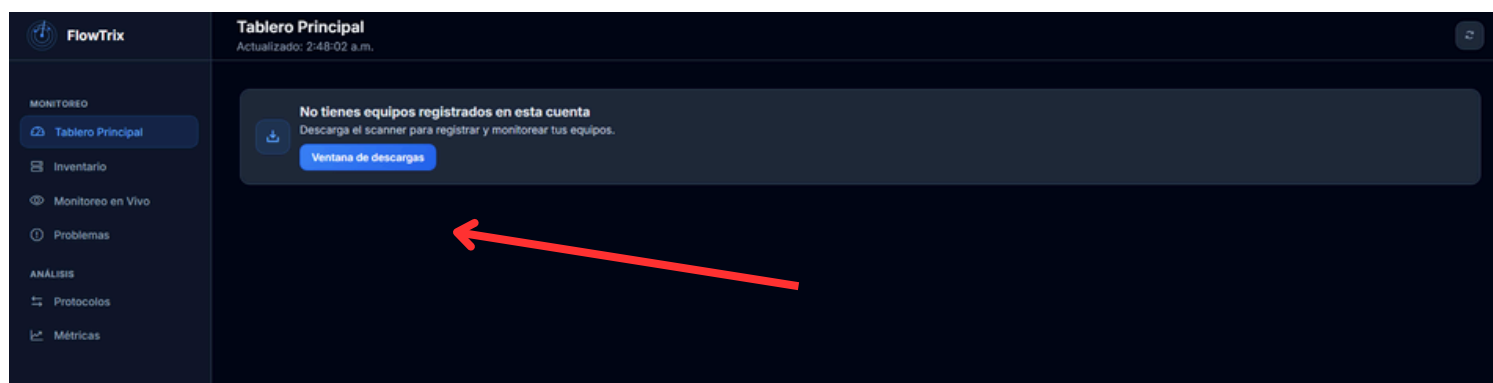 FlowTrix
MONITOREO
Tablero Principal
Inventario
Monitoreo en Vivo
Problemas
ANÁLISIS
Protocolos
Métricas
Tablero Principal
Actualizado: 2:48:02 a.m.
No tienes equipos registrados en esta cuenta
Descarga el scanner para registrar y monitorear tus equipos.
Ventana de descargas